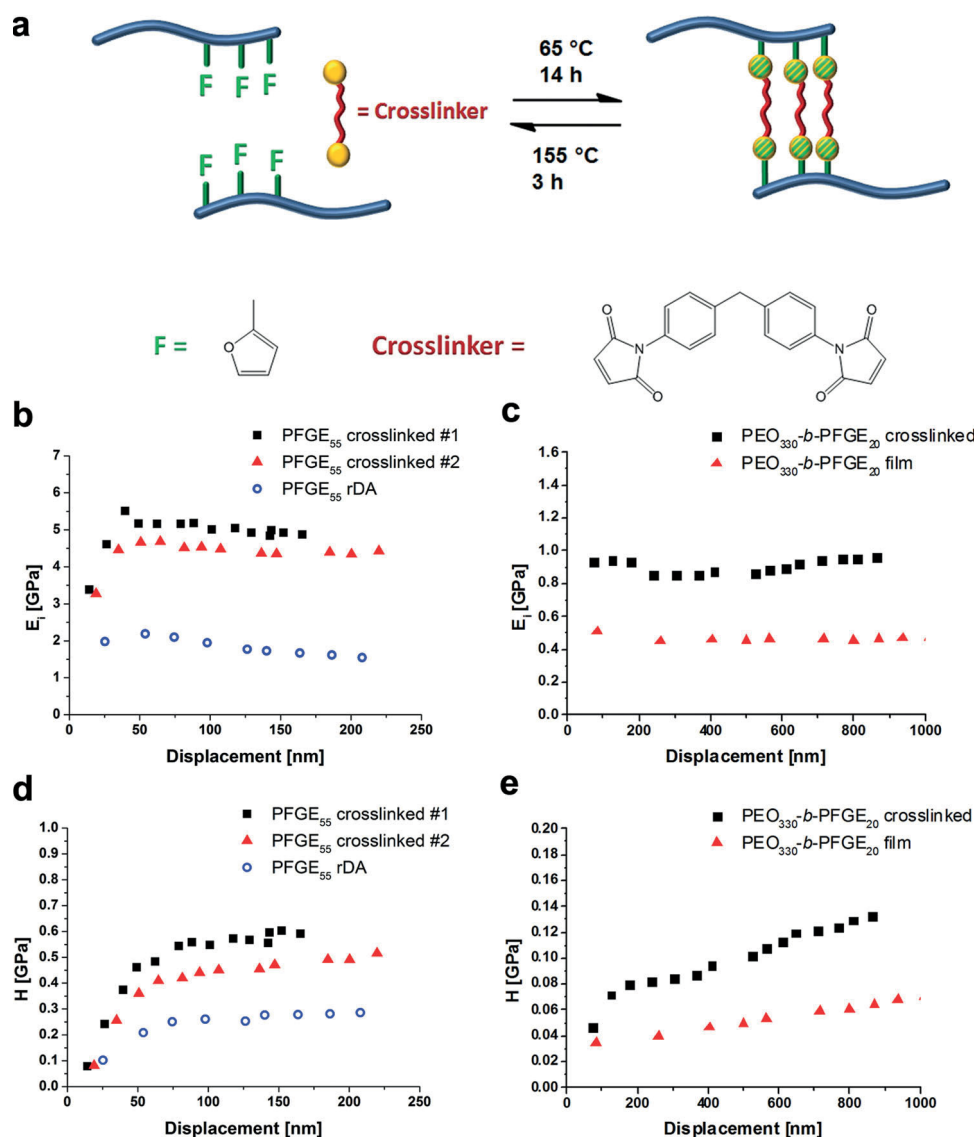 a
F F F
F F F
= Crosslinker
65 °C
14 h
155 °C
3 h
F =
O
Crosslinker =
O
N
O
O
N
O
b
PFGE55 crosslinked #1
PFGE55 crosslinked #2
PFGE55 rDA
7
6
5
4
3
2
1
0
Ei [GPa]
0 50 100 150 200 250
Displacement [nm]
c
PEO330-b-PFGE20 crosslinked
PEO330-b-PFGE20 film
1.6
1.4
1.2
1.0
0.8
0.6
0.4
0.2
0.0
Ei [GPa]
0 200 400 600 800 1000
Displacement [nm]
d
PFGE55 crosslinked #1
PFGE55 crosslinked #2
PFGE55 rDA
1.0
0.9
0.8
0.7
0.6
0.5
0.4
0.3
0.2
0.1
0.0
H [GPa]
0 50 100 150 200 250
Displacement [nm]
e
PEO330-b-PFGE20 crosslinked
PEO330-b-PFGE20 film
0.20
0.18
0.16
0.14
0.12
0.10
0.08
0.06
0.04
0.02
0.00
H [GPa]
0 200 400 600 800 1000
Displacement [nm]